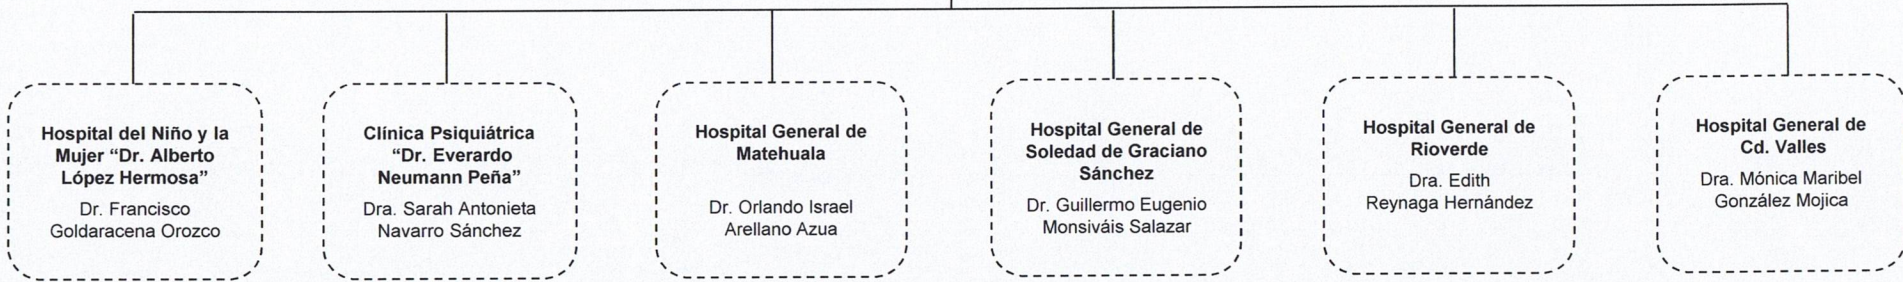 Hospital del Niño y la
Mujer “Dr. Alberto
López Hermosa”
Dr. Francisco
Goldaracena Orozco
Clínica Psiquiátrica
“Dr. Everardo
Neumann Peña”
Dra. Sarah Antonieta
Navarro Sánchez
Hospital General de
Matehuala
Dr. Orlando Israel
Arellano Azua
Hospital General de
Soledad de Graciano
Sánchez
Dr. Guillermo Eugenio
Monsiváis Salazar
Hospital General de
Rioverde
Dra. Edith
Reynaga Hernández
Hospital General de
Cd. Valles
Dra. Mónica Maribel
González Mojica